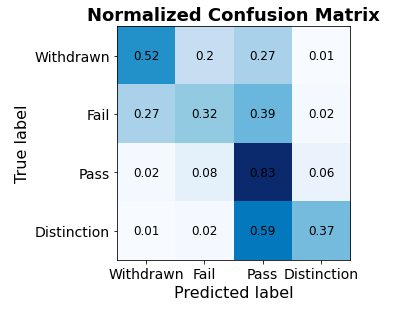 Normalized Confusion Matrix
True label
Withdrawn 0.52 0.2 0.27 0.01
Fail 0.27 0.32 0.39 0.02
Pass 0.02 0.08 0.83 0.06
Distinction 0.01 0.02 0.59 0.37
Withdrawn Fail Pass Distinction
Predicted label